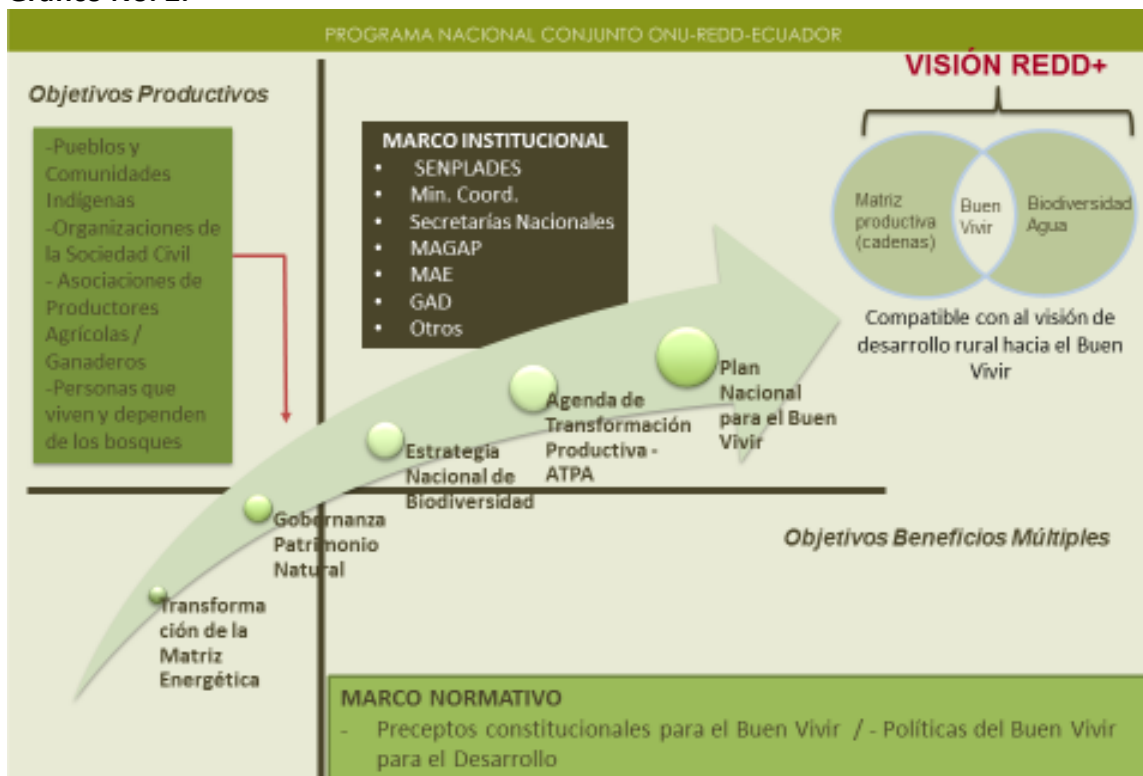 PROGRAMA NACIONAL CONJUNTO ONU-REDD-ECUADOR
VISIÓN REDD+
Objetivos Productivos
-Pueblos y
Comunidades
Indígenas
-Organizaciones de
la Sociedad Civil
- Asociaciones de
Productores
Agrícolas /
Ganaderos
-Personas que
viven y dependen
de los bosques
MARCO INSTITUCIONAL
• SENPLADES
• Min. Coord.
• Secretarías Nacionales
• MAGAP
• MAE
• GAD
• Otros
Matriz
productiva
(cadenas)
Buen
Vivir
Biodiversidad
Agua
Compatible con al visión de
desarrollo rural hacia el Buen
Vivir
Plan
Nacional
para el Buen
Vivir
Agenda de
Transformación
Productiva -
ATPA
Estrategia
Nacional de
Biodiversidad
Gobernanza
Patrimonio
Natural
Transforma
ción de la
Matriz
Energética
Objetivos Beneficios Múltiples
MARCO NORMATIVO
- Preceptos constitucionales para el Buen Vivir / - Políticas del Buen Vivir
para el Desarrollo